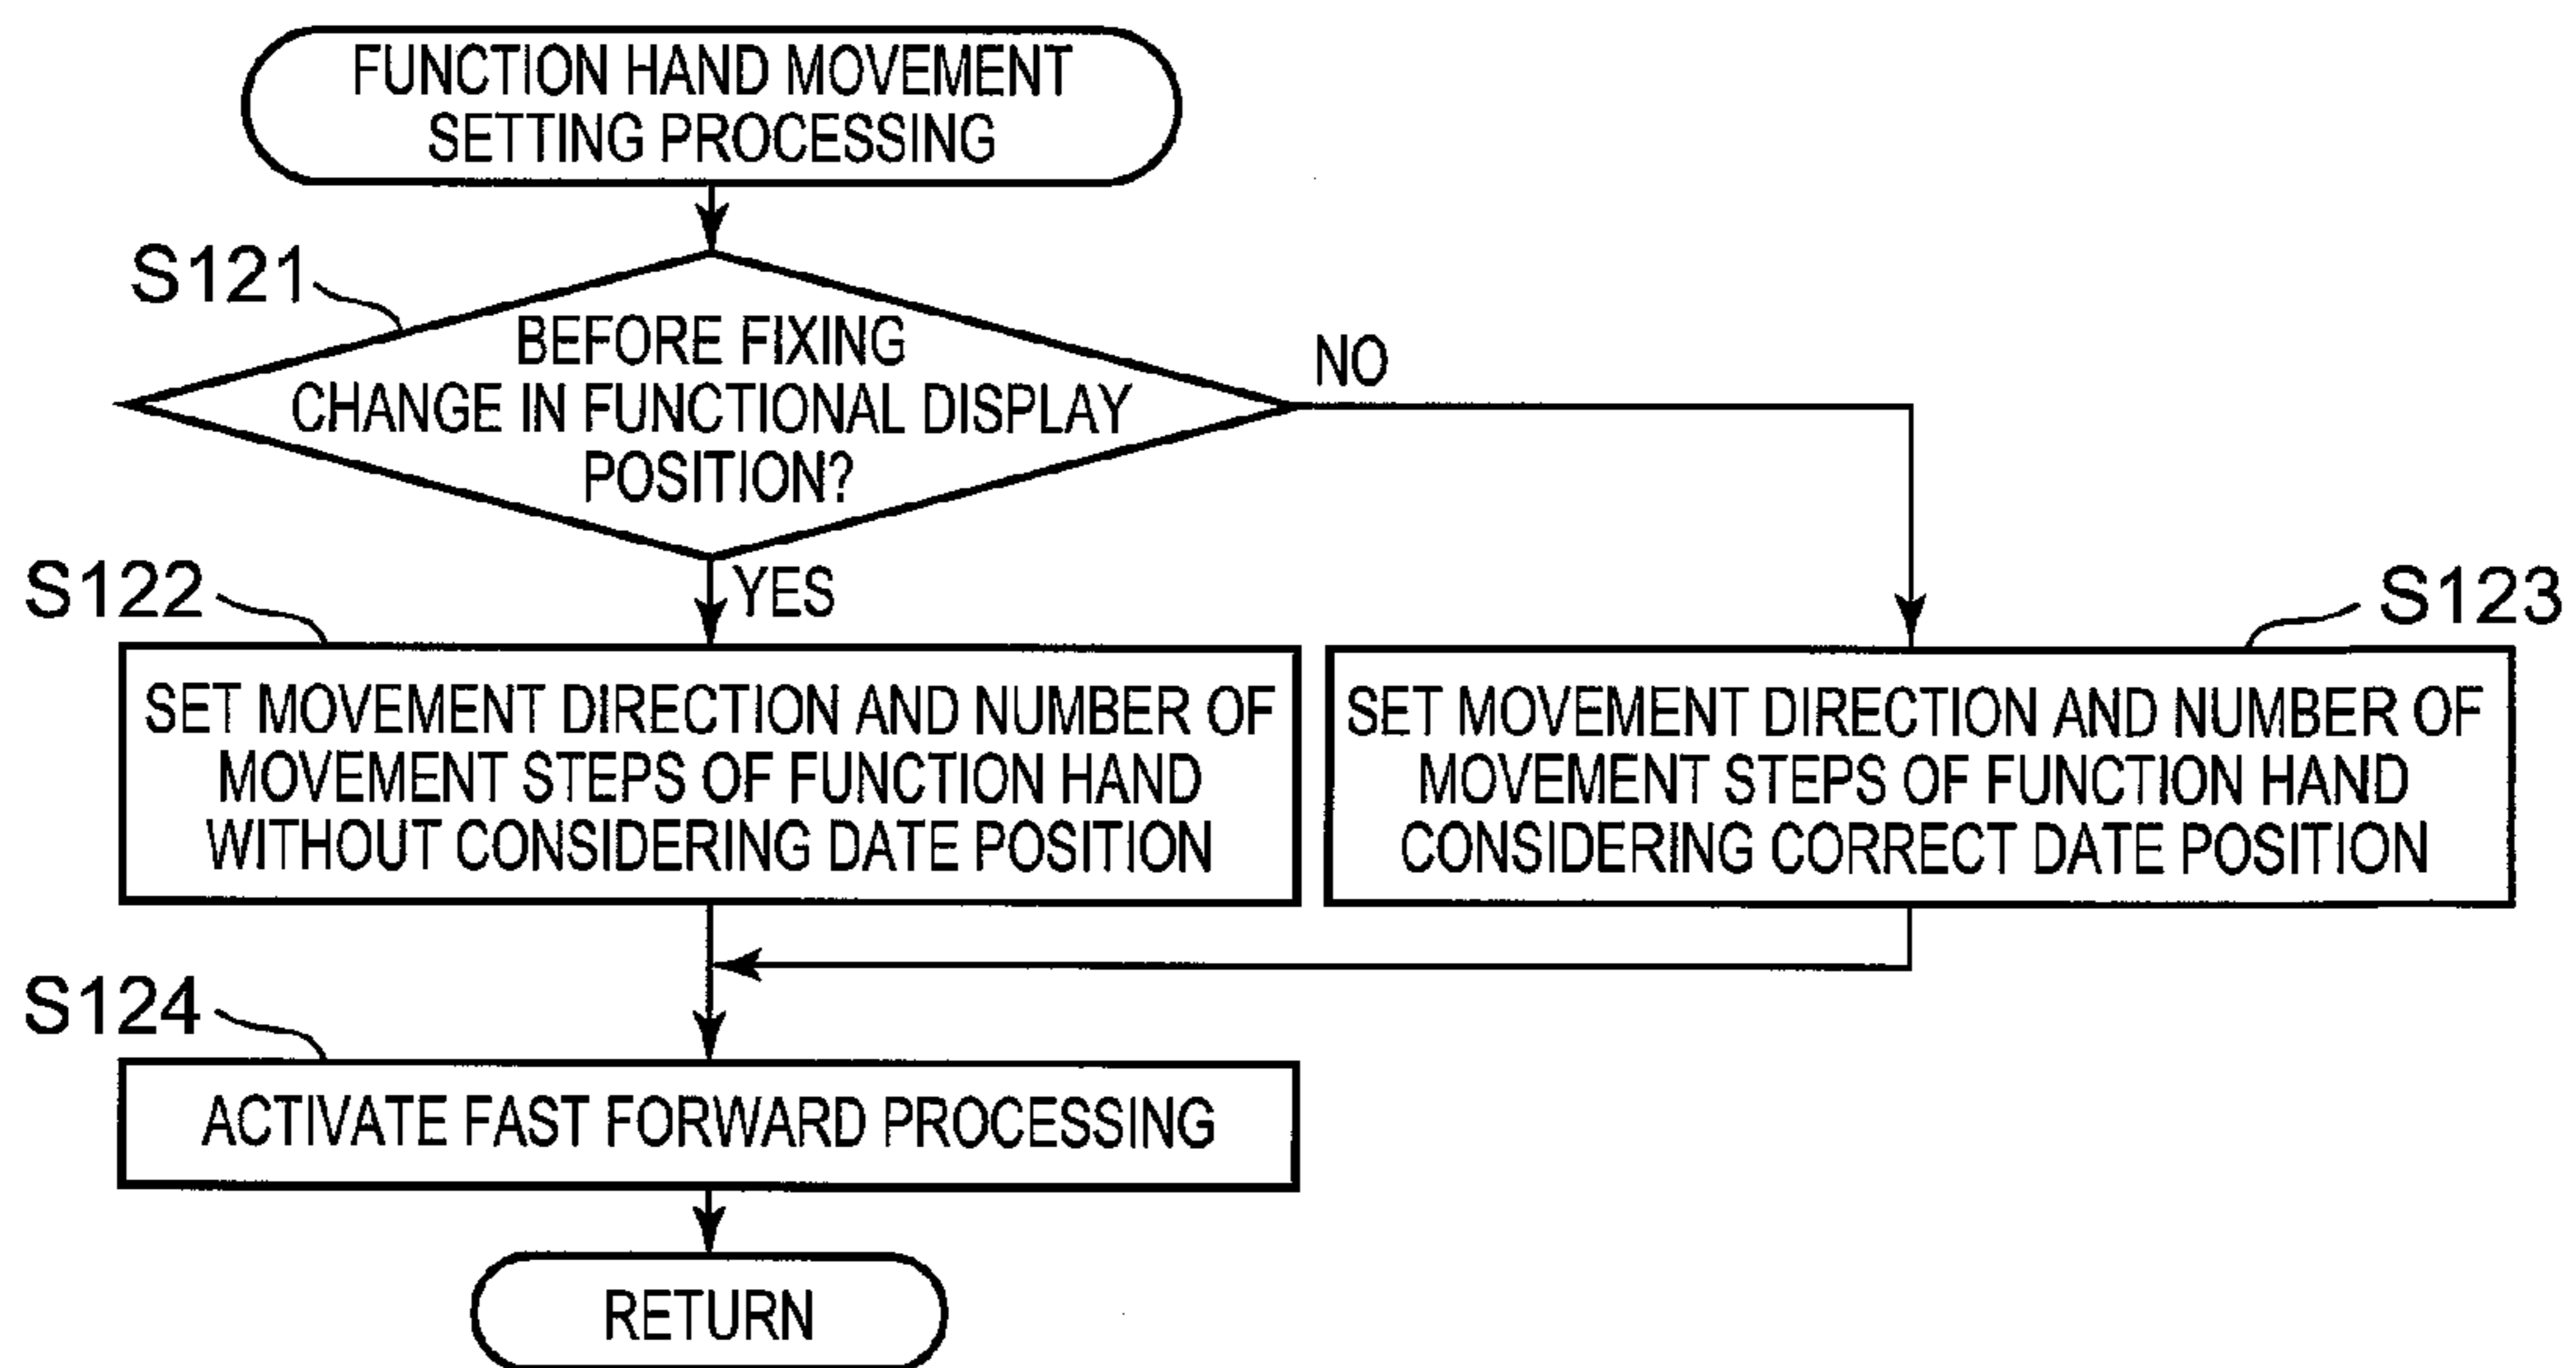 FUNCTION HAND MOVEMENT
SETTING PROCESSING
S121
BEFORE FIXING
CHANGE IN FUNCTIONAL DISPLAY
POSITION?
NO
YES
S122
SET MOVEMENT DIRECTION AND NUMBER OF
MOVEMENT STEPS OF FUNCTION HAND
WITHOUT CONSIDERING DATE POSITION
S123
SET MOVEMENT DIRECTION AND NUMBER OF
MOVEMENT STEPS OF FUNCTION HAND
CONSIDERING CORRECT DATE POSITION
S124
ACTIVATE FAST FORWARD PROCESSING
RETURN